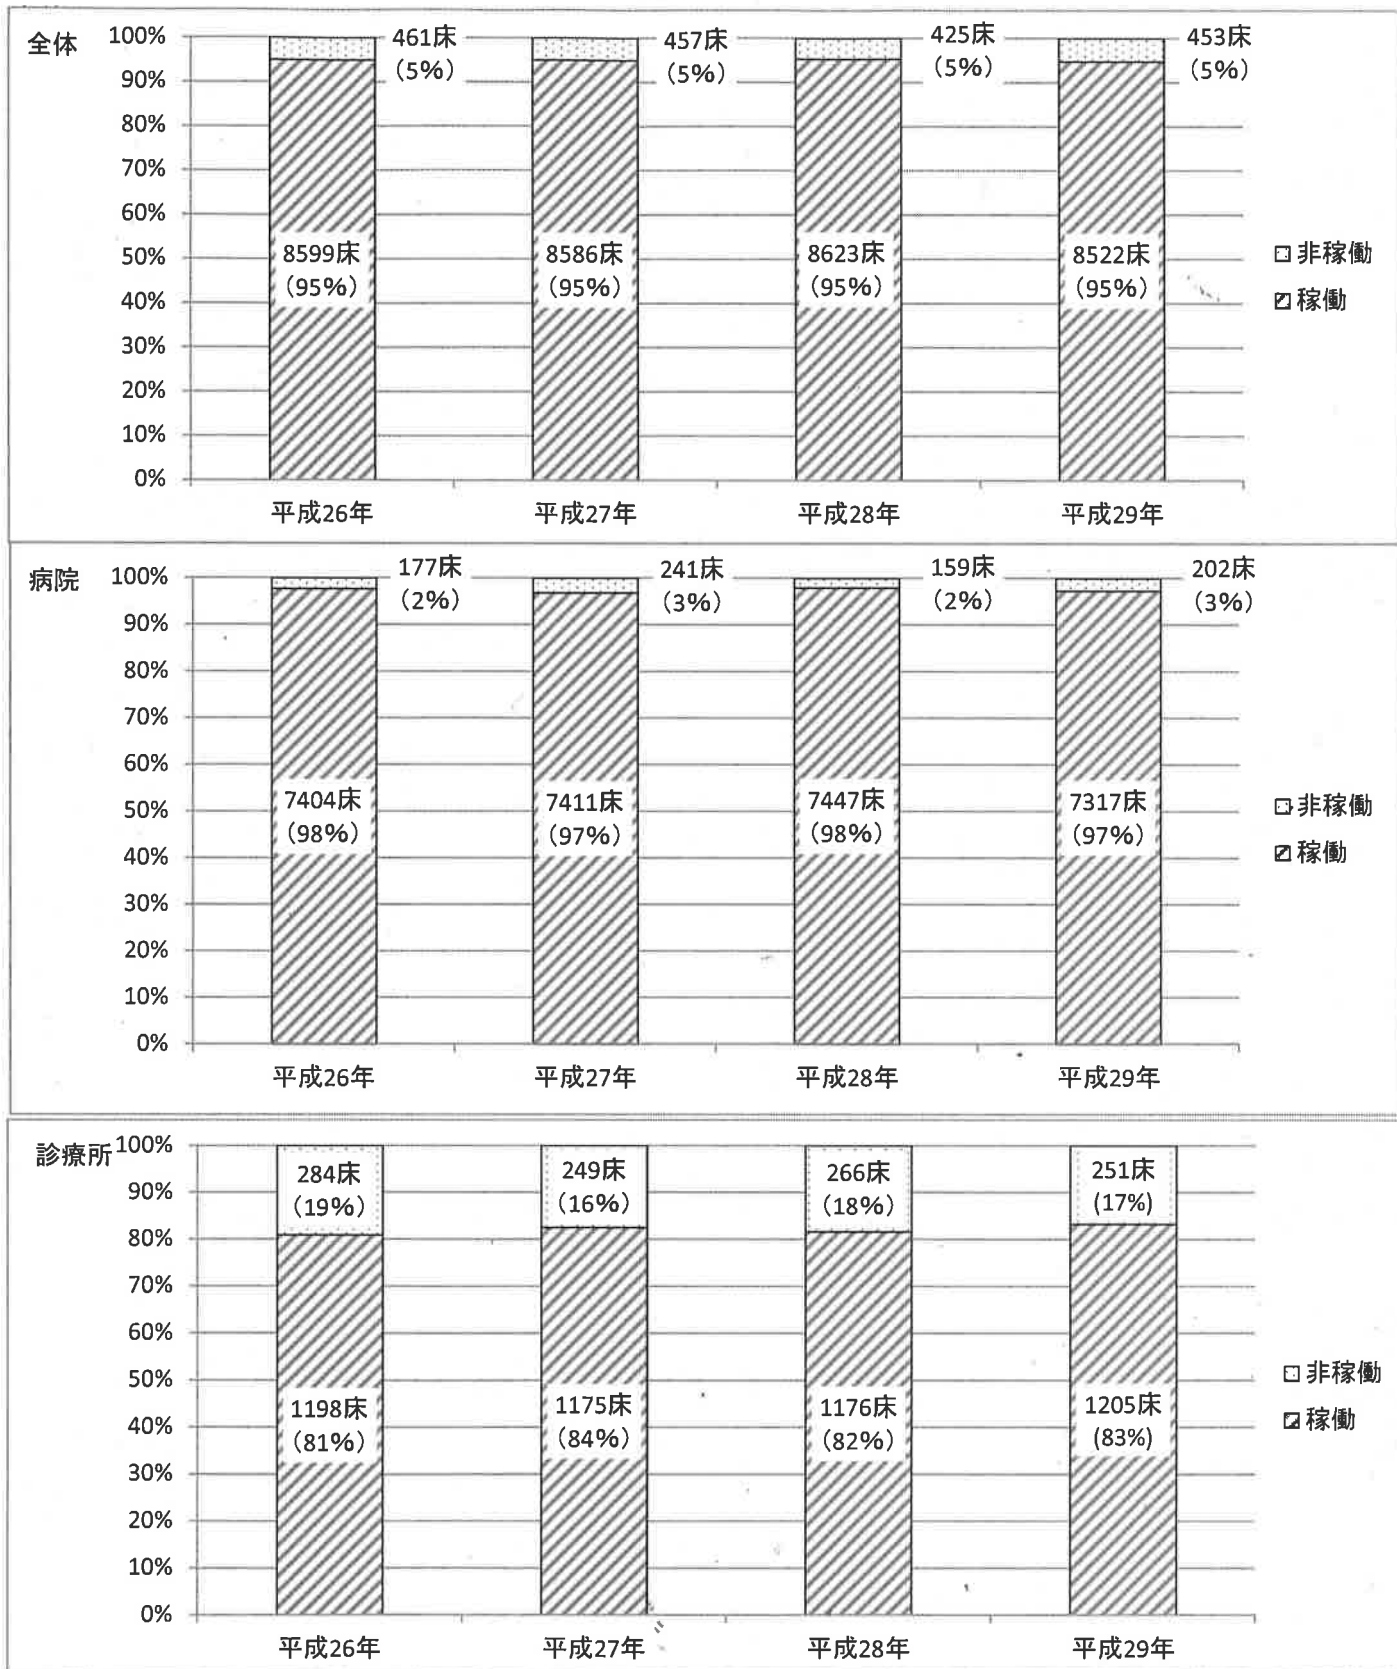 全体
100%
90%
80%
70%
60%
50%
40%
30%
20%
10%
0%
461床
（5%）
457床
（5%）
425床
（5%）
453床
（5%）
8599床
（95%）
8586床
（95%）
8623床
（95%）
8522床
（95%）
非稼働
稼働
平成26年 平成27年 平成28年 平成29年
病院
100%
90%
80%
70%
60%
50%
40%
30%
20%
10%
0%
177床
（2%）
241床
（3%）
159床
（2%）
202床
（3%）
7404床
（98%）
7411床
（97%）
7447床
（98%）
7317床
（97%）
非稼働
稼働
平成26年 平成27年 平成28年 平成29年
診療所
100%
90%
80%
70%
60%
50%
40%
30%
20%
10%
0%
284床
（19%）
249床
（16%）
266床
（18%）
251床
(17%)
1198床
（81%）
1175床
（84%）
1176床
（82%）
1205床
(83%)
非稼働
稼働
平成26年 平成27年 平成28年 平成29年